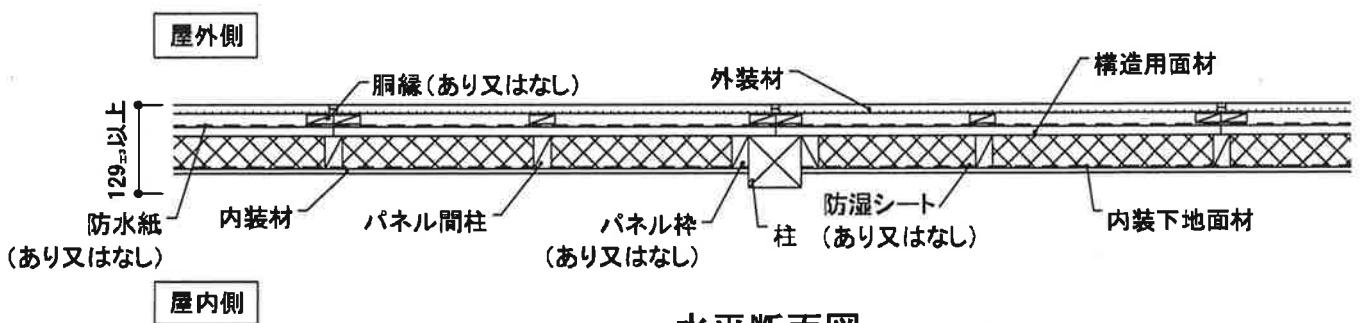 屋外側
胴縁(あり又はなし)
外装材
構造用面材
129以上
防水紙
(あり又はなし)
内装材
パネル間柱
パネル枠
(あり又はなし)
柱
防湿シート
(あり又はなし)
内装下地面材
屋内側